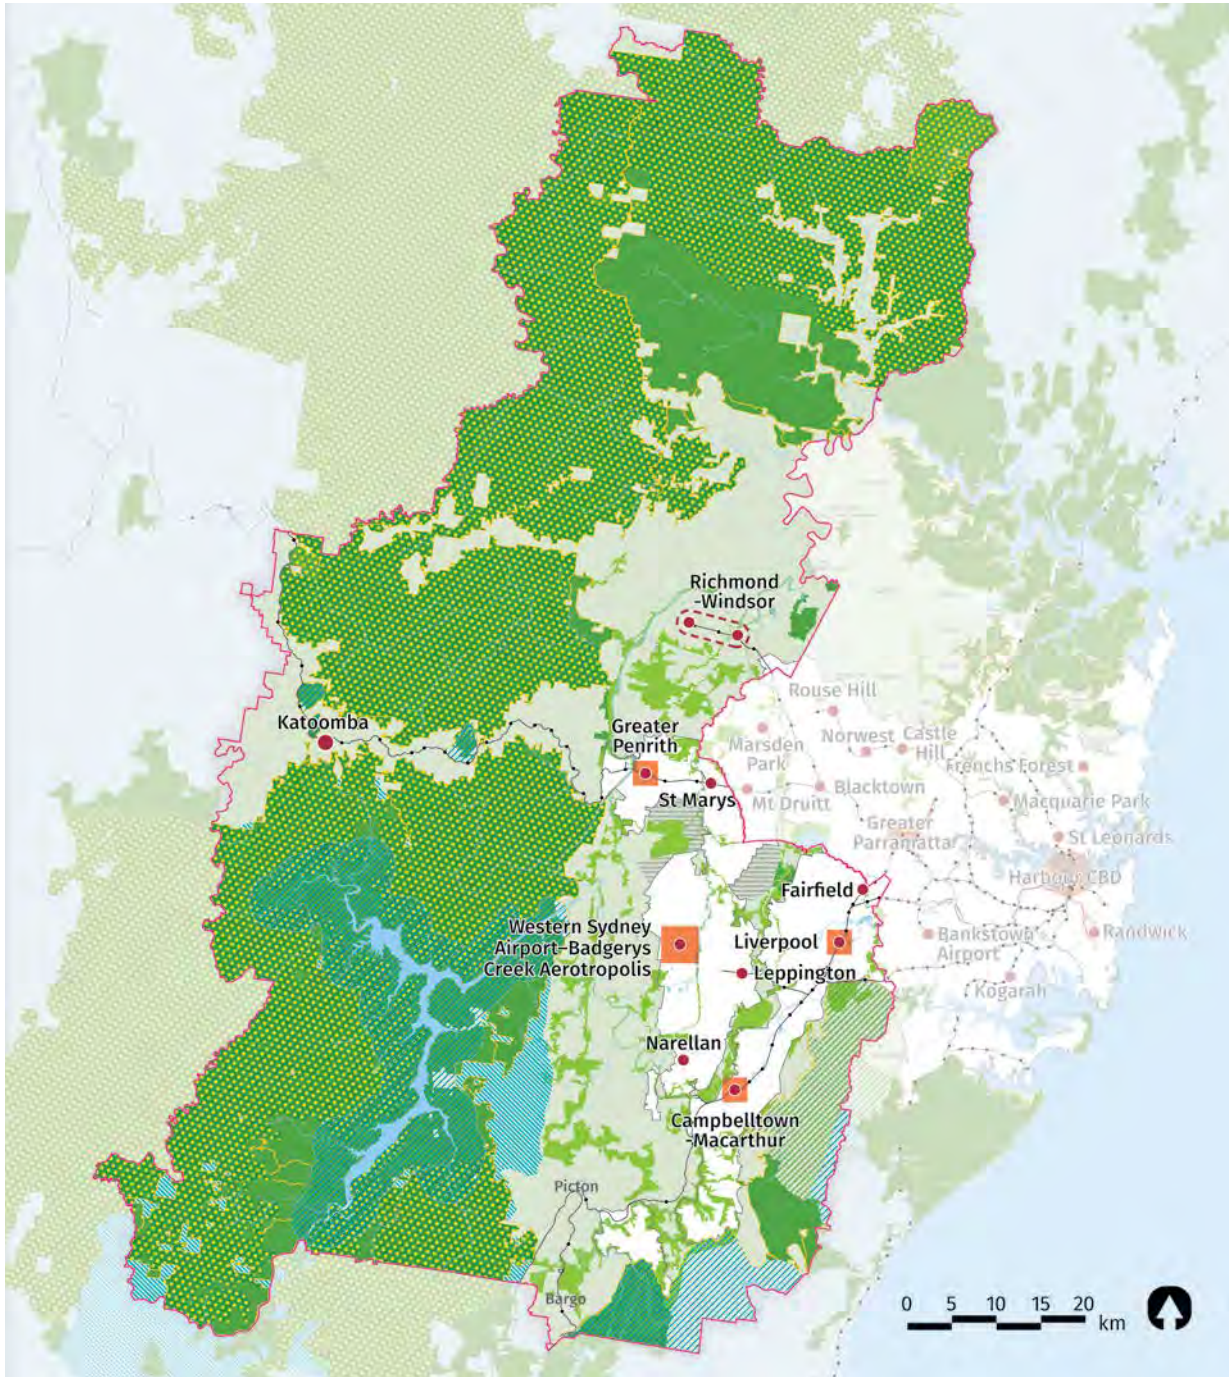 Richmond
-Windsor
Rouse Hill
Katoomba
Greater
Penrith
Marsden
Park
Norwest
Castle
Hill
Frenchs Forest
St Marys
Mt Druitt
Blacktown
Macquarie Park
Greater
Parramatta
St Leonards
Harbour CBD
Fairfield
Western Sydney
Airport–Badgerys
Creek Aerotropolis
Liverpool
Bankstown
Airport
Randwick
Leppington
Kogarah
Narellan
Campbelltown
-Macarthur
Picton
Bargo
0 5 10 15 20
km